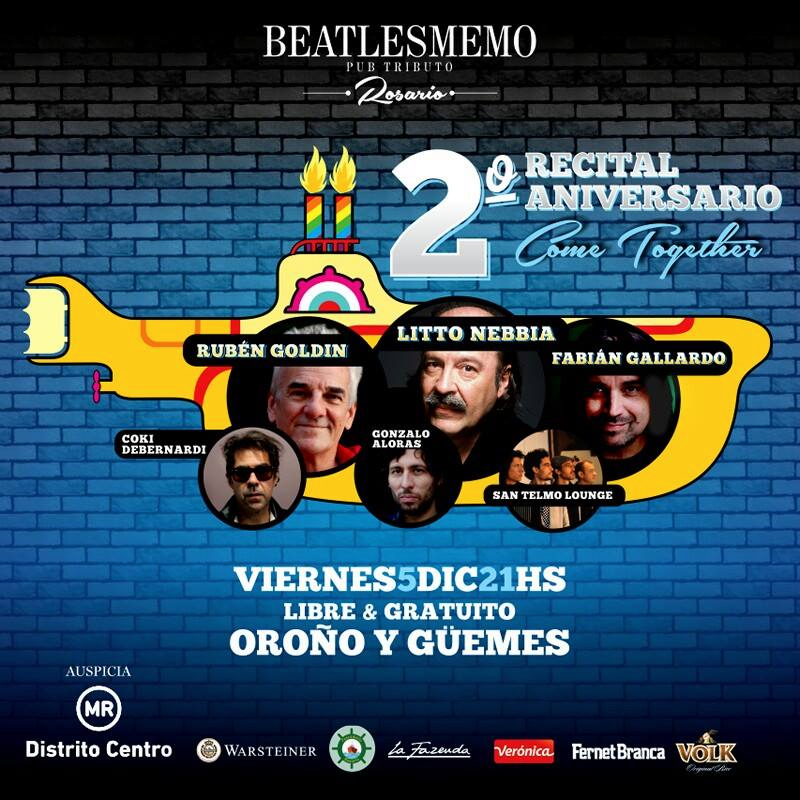 BEATLESMEMO
PUB TRIBUTO
Rosario
2º RECITAL
ANIVERSARIO
Come Together
RUBÉN GOLDIN
LITTO NEBBIA
FABIÁN GALLARDO
COKI
DEBERNARDI
GONZALO
ALORAS
SAN TELMO LOUNGE
VIERNES5DIC21HS
LIBRE & GRATUITO
OROÑO Y GÜEMES
AUSPICIA
MR
Distrito Centro
WARSTEINER
La Fazenda
Verónica
Fernet Branca
VOLK